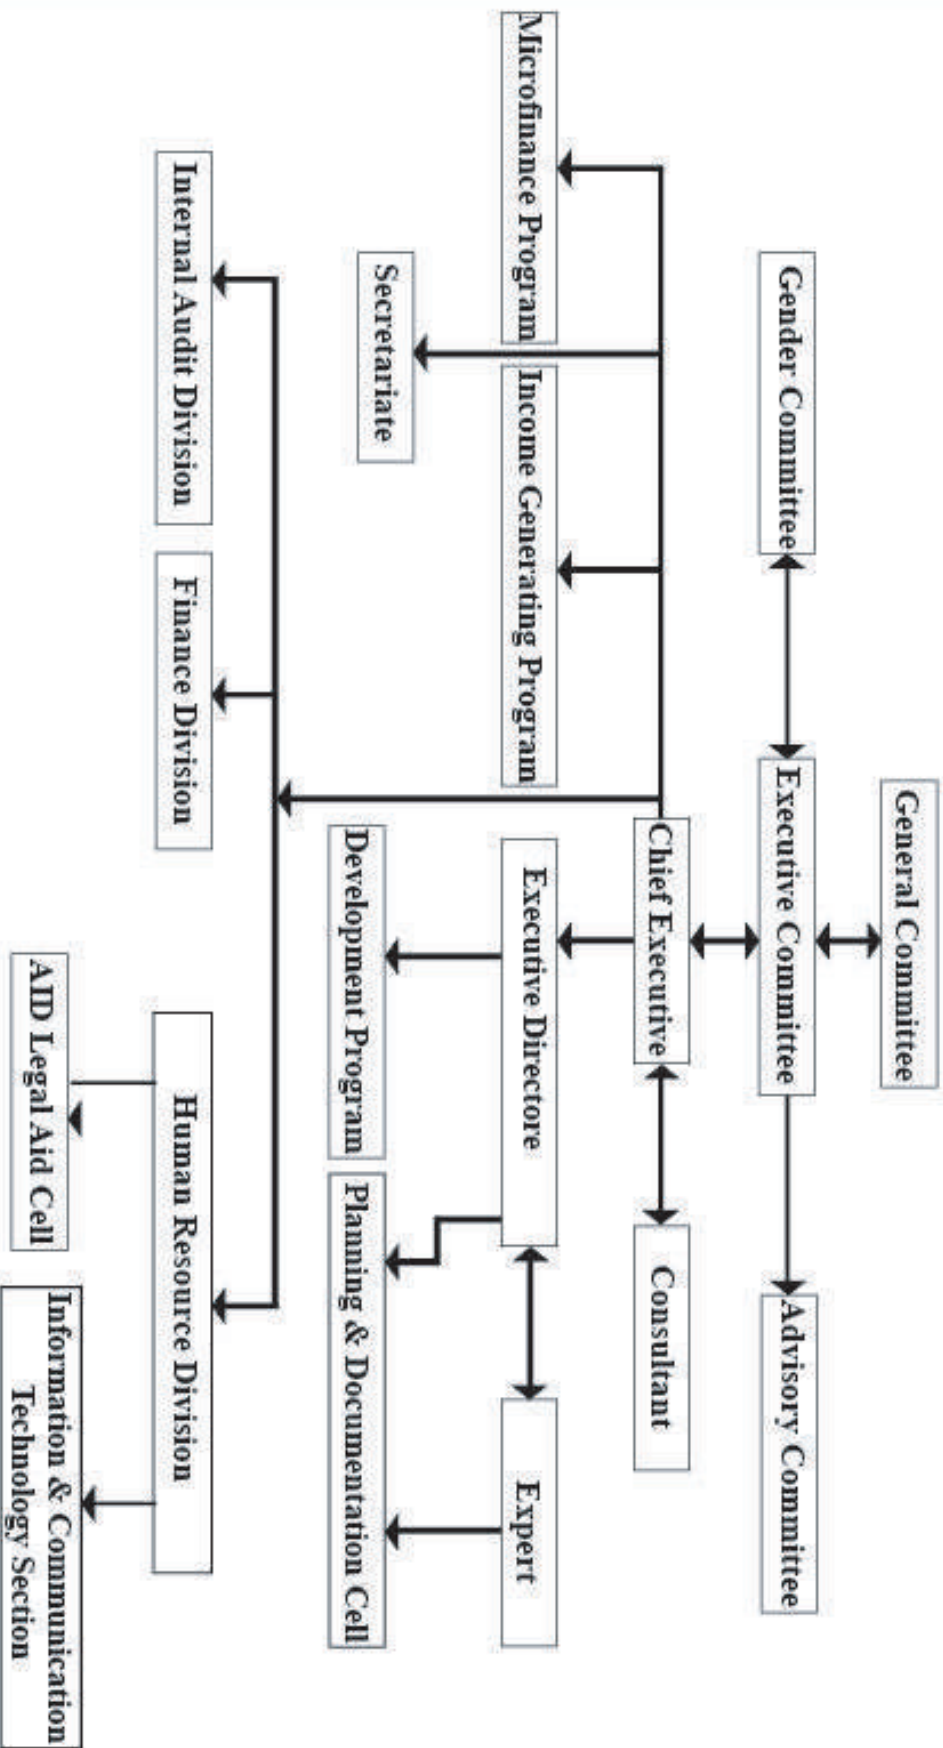 General Committee
Gender Committee
Executive Committee
Advisory Committee
Chief Executive
Consultant
Microfinance Program
Income Generating Program
Executive Directore
Expert
Secretariate
Development Program
Planning & Documentation Cell
Internal Audit Division
Finance Division
Human Resource Division
AID Legal Aid Cell
Information & Communication
Technology Section